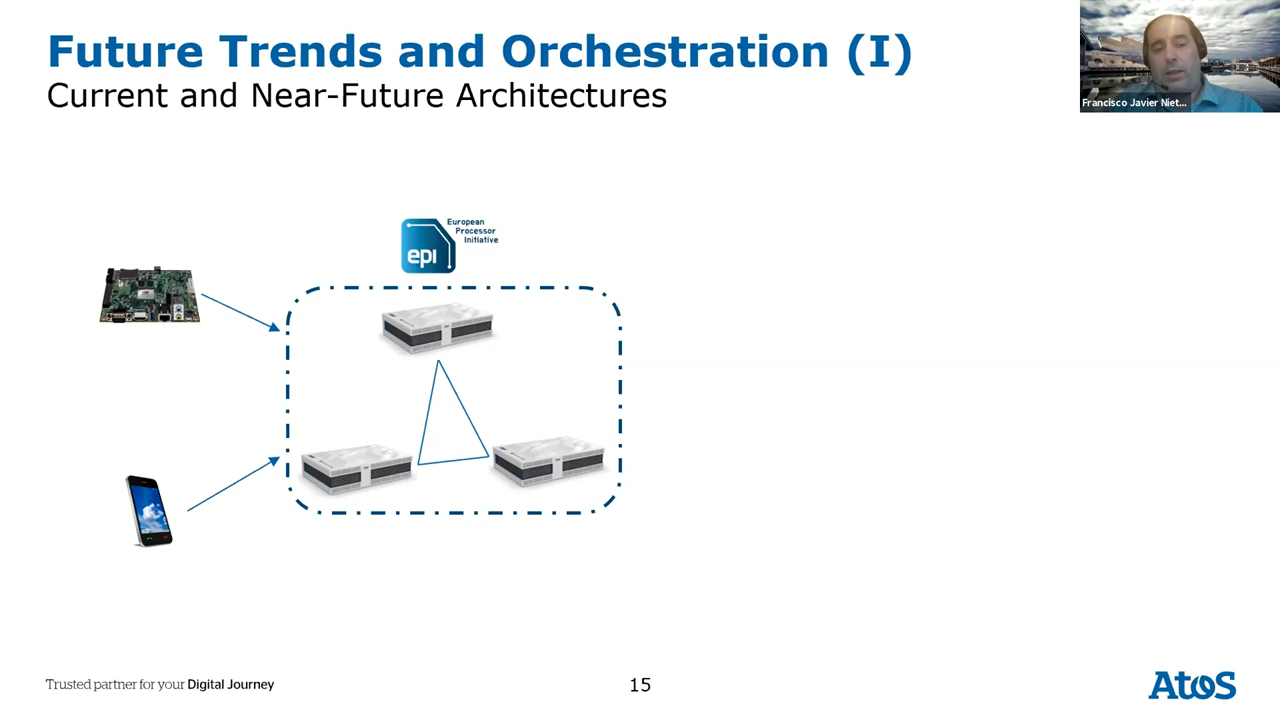 Future Trends and Orchestration (I)
Current and Near-Future Architectures
Francisco Javier Niet...
European
Processor
Initiative
epi
Trusted partner for your Digital Journey
15
Atos